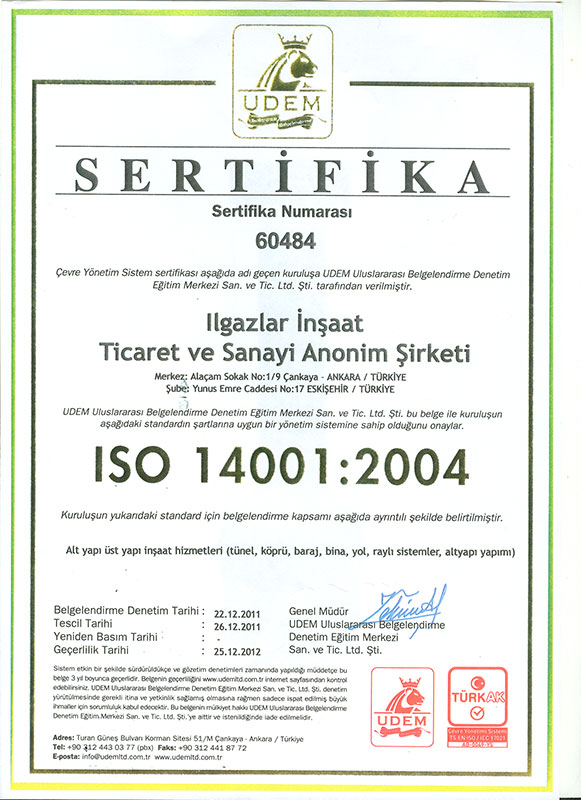 UDEM
SERTİFİKA
Sertifika Numarası
60484
Çevre Yönetim Sistem sertifikası aşağıda adı geçen kuruluşa UDEM Uluslararası Belgelendirme Denetim
Eğitim Merkezi San. ve Tic. Ltd. Şti. tarafından verilmiştir.
Ilgazlar İnşaat
Ticaret ve Sanayi Anonim Şirketi
Merkez: Alaçam Sokak No:1/9 Çankaya - ANKARA / TÜRKİYE
Şube: Yunus Emre Caddesi No:17 ESKİŞEHİR / TÜRKİYE
UDEM Uluslararası Belgelendirme Denetim Eğitim Merkezi San. ve Tic. Ltd. Şti. bu belge ile kuruluşun
aşağıdaki standardın şartlarına uygun bir yönetim sistemine sahip olduğunu onaylar.
ISO 14001:2004
Kuruluşun yukarıdaki standard için belgelendirme kapsamı aşağıda ayrıntılı şekilde belirtilmiştir.
Alt yapı üst yapı inşaat hizmetleri (tünel, köprü, baraj, bina, yol, raylı sistemler, altyapı yapımı)
Belgelendirme Denetim Tarihi : 22.12.2011
Tescil Tarihi : 26.12.2011
Yeniden Basım Tarihi : -
Geçerlilik Tarihi : 25.12.2012
Genel Müdür
UDEM Uluslararası Belgelendirme
Denetim Eğitim Merkezi
San. ve Tic. Ltd. Şti.
Sistem etkin bir şekilde sürdürüldükçe ve gözetim denetimleri zamanında yapıldığı müddetçe bu
belge 3 yıl boyunca geçerlidir. Belgenin geçerliliğini www.udemltd.com.tr internet sayfasından kontrol
edebilirsiniz. UDEM Uluslararası Belgelendirme Denetim Eğitim Merkezi San. ve Tic. Ltd. Şti. denetim
yürütülmesinde gerekli itina ve yetkinlik sağlamış olmasına rağmen sadece ispat edilmiş büyük
ihmaller için sorumluluk kabul edecektir. Bu belgenin mülkiyet hakkı UDEM Uluslararası Belgelendirme
Denetim Eğitim Merkezi San. ve Tic. Ltd. Şti.'ye aittir ve istenildiğinde iade edilmelidir.
Adres: Turan Güneş Bulvarı Korman Sitesi 51/M Çankaya - Ankara / Türkiye
Tel: +90 312 443 03 77 (pbx) Faks: +90 312 441 87 72
E-posta: info@udemltd.com.tr www.udemltd.com.tr
UDEM
TÜRKAK
Çevre Yönetim Sistemi
TS EN ISO / IEC 17021